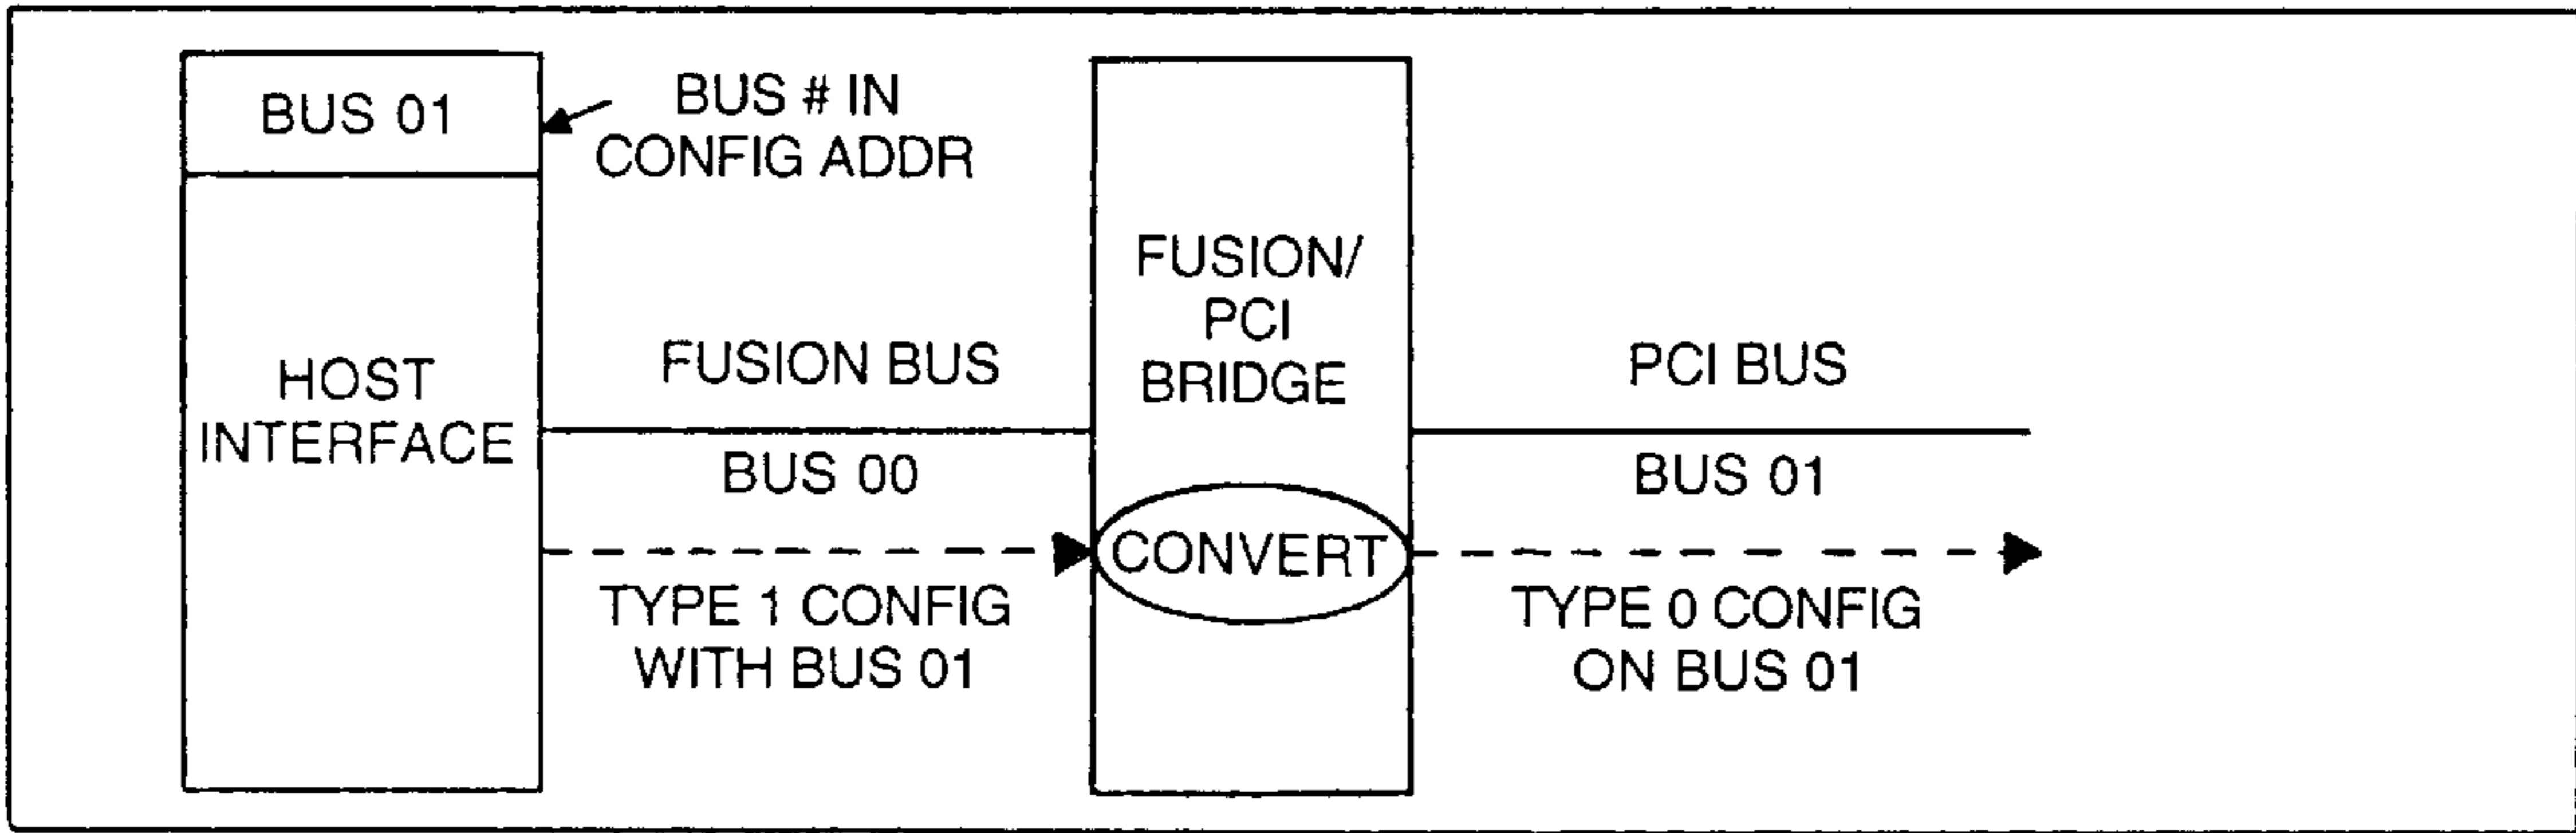 BUS 01
BUS # IN
CONFIG ADDR
HOST
INTERFACE
FUSION BUS
BUS 00
TYPE 1 CONFIG
WITH BUS 01
FUSION/
PCI
BRIDGE
CONVERT
PCI BUS
BUS 01
TYPE 0 CONFIG
ON BUS 01